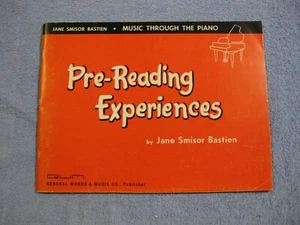 JANE SMISOR BASTIEN • MUSIC THROUGH THE PIANO
Pre-Reading
Experiences
by Jane Smisor Bastien
GWM
GENERAL WORDS & MUSIC CO., Publisher